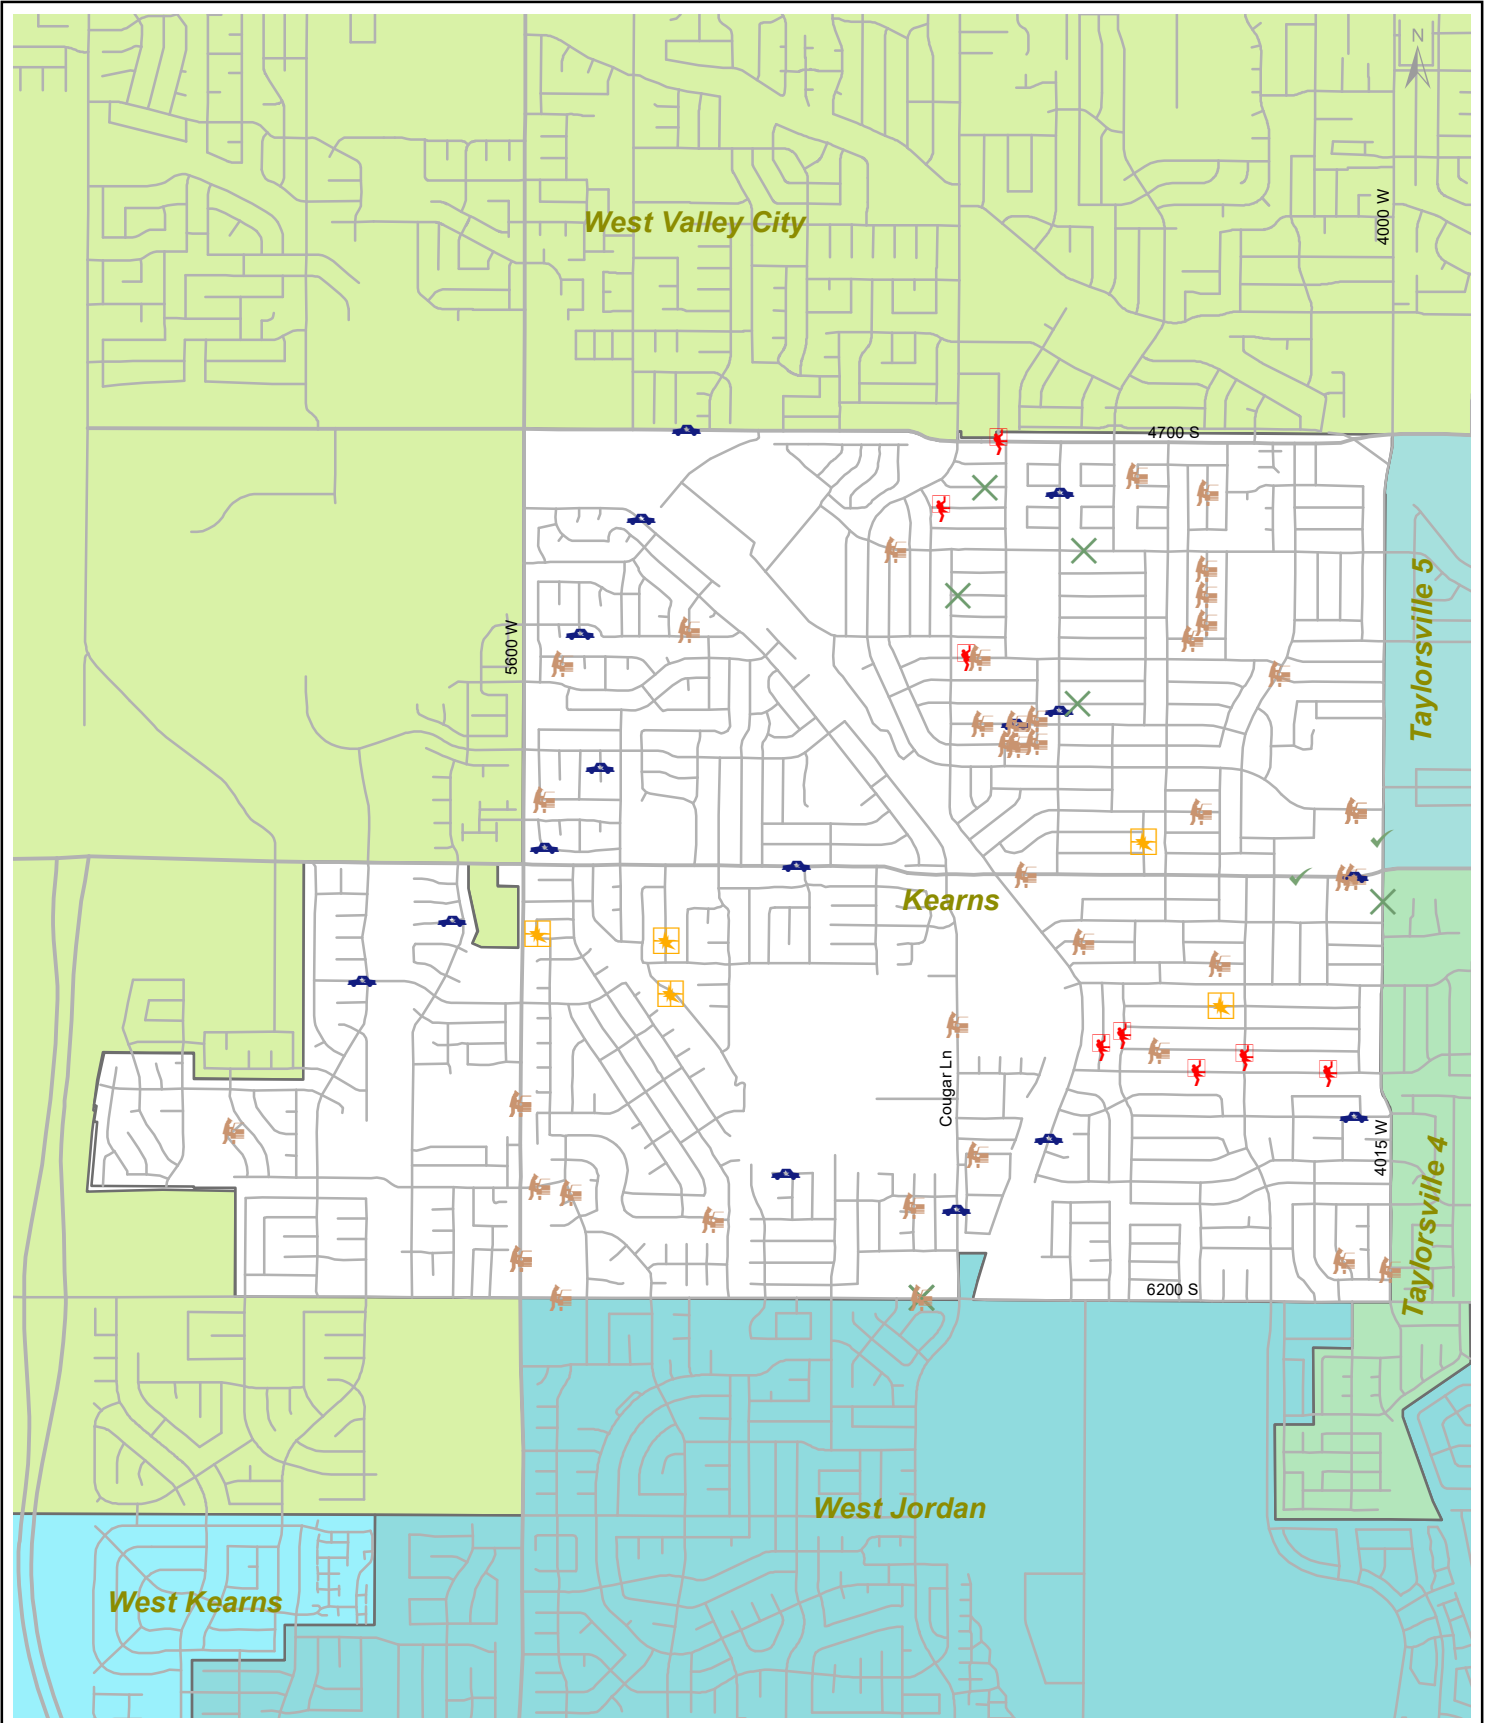 N
4000 W
West Valley City
4700 S
Taylorsville 5
5600 W
Kearns
Cougar Ln
4015 W
Taylorsville 4
6200 S
West Jordan
West Kearns